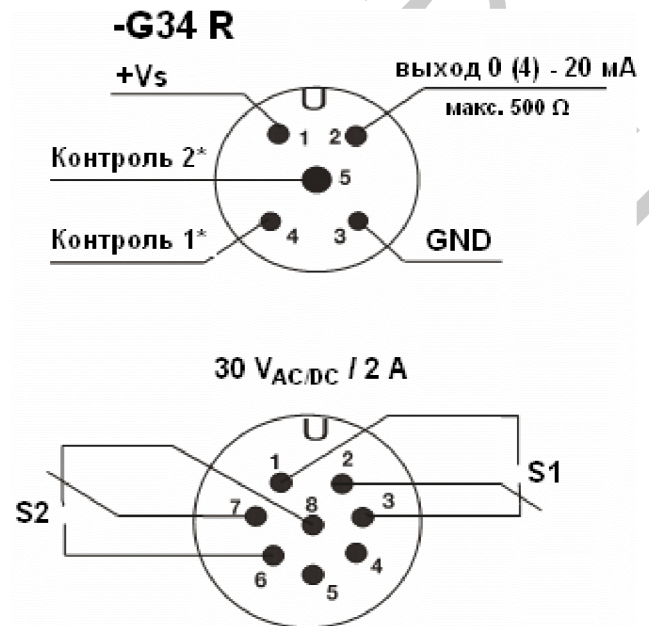 -G34 R
+Vs
выход 0 (4) - 20 мА
макс. 500 Ω
1 2
Контроль 2*
5
Контроль 1*
4 3
GND
30 VAC/DC / 2 A
1 2
S1
S2
7 8 3
6 5 4